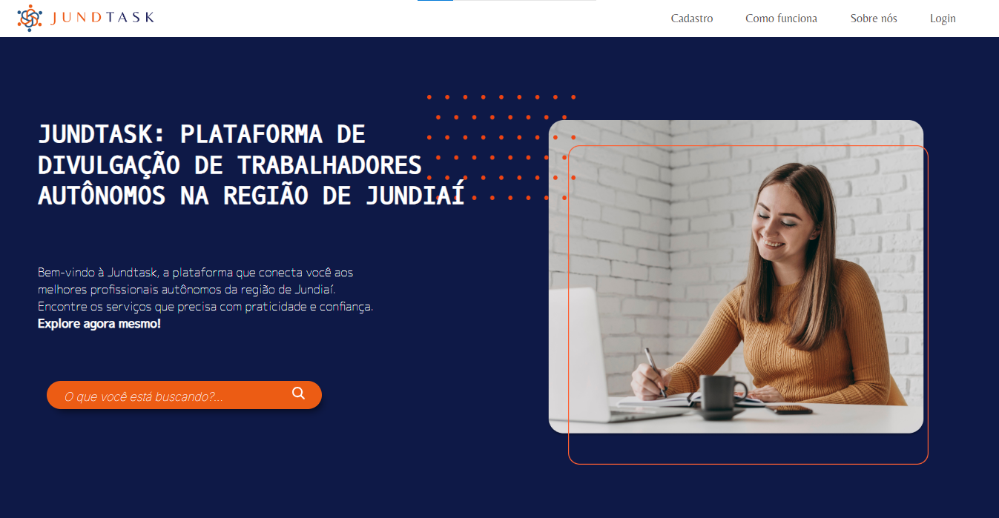 JUNDTASK
Cadastro
Como funciona
Sobre nós
Login
JUNDTASK: PLATAFORMA DE
DIVULGAÇÃO DE TRABALHADORES
AUTÔNOMOS NA REGIÃO DE JUNDIAÍ
Bem-vindo à Jundtask, a plataforma que conecta você aos
melhores profissionais autônomos da região de Jundiaí.
Encontre os serviços que precisa com praticidade e confiança.
Explore agora mesmo!
O que você está buscando?...